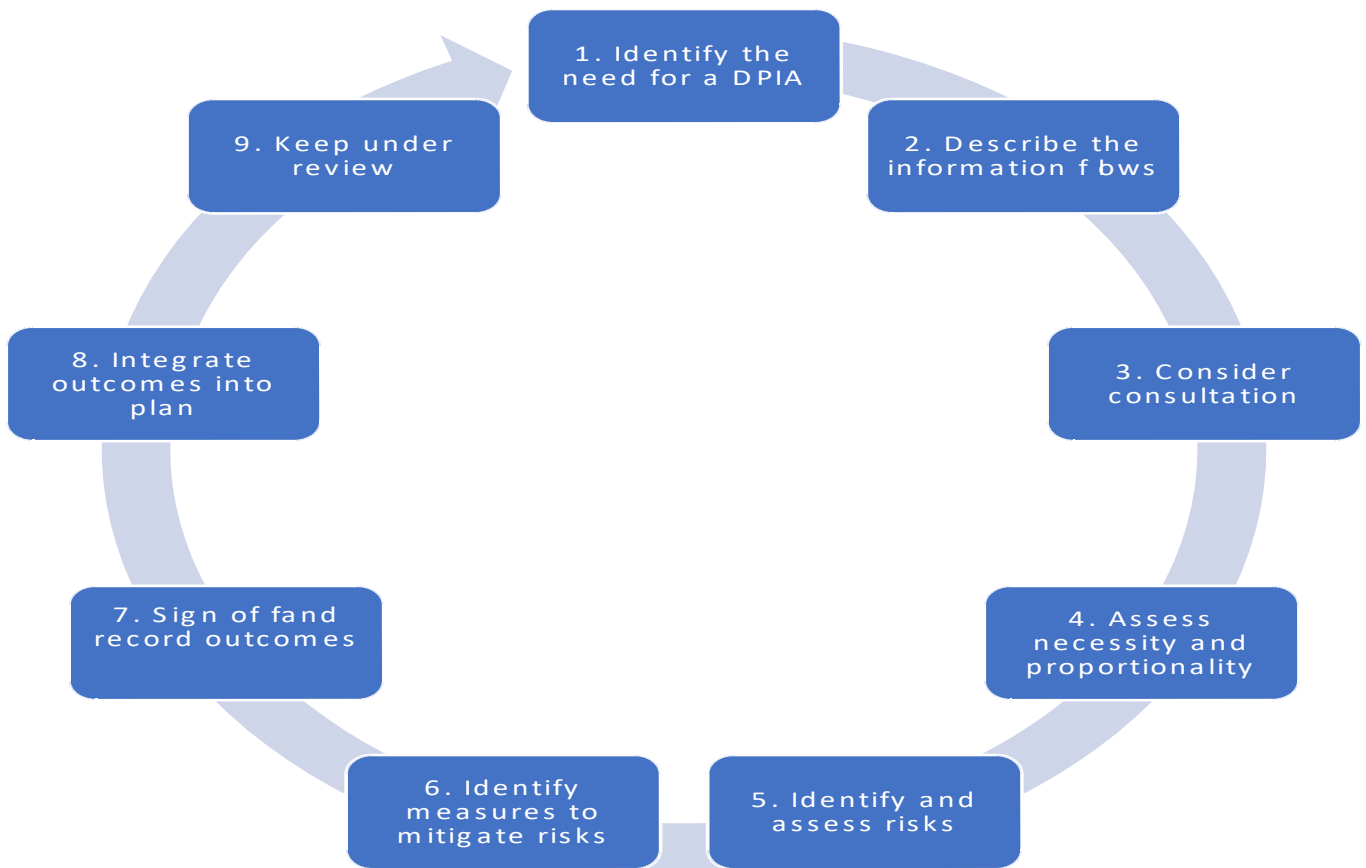 1. Identify the
need for a DPIA
2. Describe the
information f bws
3. Consider
consultation
4. Assess
necessity and
proportionality
5. Identify and
assess risks
6. Identify
measures to
mitigate risks
7. Sign of fand
record outcomes
8. Integrate
outcomes into
plan
9. Keep under
review